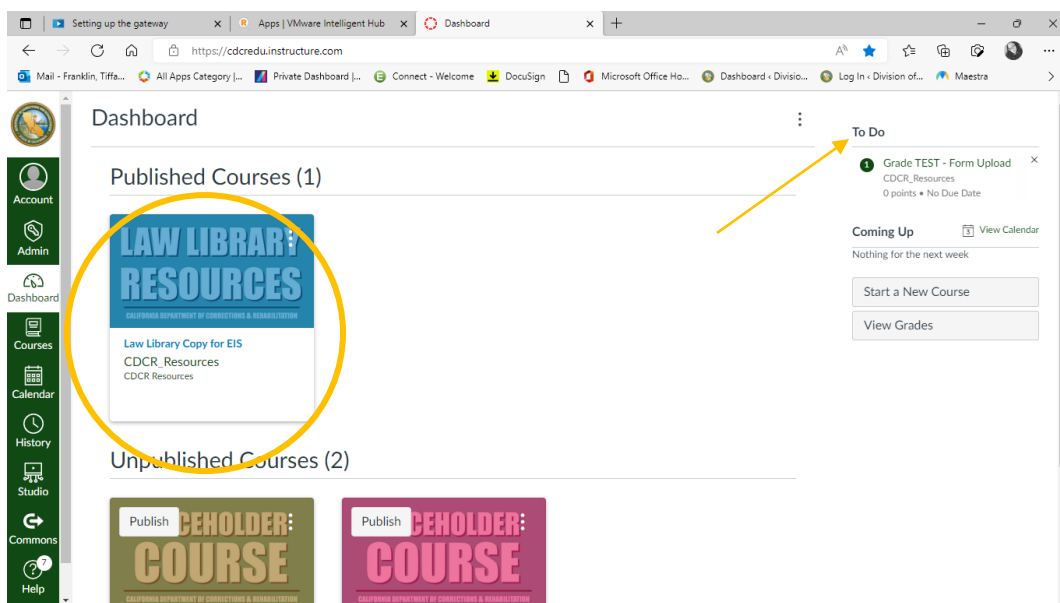 Setting up the gateway
Apps | VMware Intelligent Hub
Dashboard
https://cdcredu.instructure.com
Mail - Franklin, Tiffa...
All Apps Category |...
Private Dashboard |...
Connect - Welcome
DocuSign
Microsoft Office Ho...
Dashboard ‹ Divisio...
Log In ‹ Division of...
Maestra
Account
Admin
Dashboard
Courses
Calendar
History
Studio
Commons
7
Help
Dashboard
Published Courses (1)
LAW LIBRARY
RESOURCES
CALIFORNIA DEPARTMENT OF CORRECTIONS & REHABILITATION
Law Library Copy for EIS
CDCR_Resources
CDCR Resources
Unpublished Courses (2)
Publish
CEHOLDER
COURSE
CALIFORNIA DEPARTMENT OF CORRECTIONS & REHABILITATION
Publish
CEHOLDER
COURSE
CALIFORNIA DEPARTMENT OF CORRECTIONS & REHABILITATION
To Do
1 Grade TEST - Form Upload
CDCR_Resources
0 points • No Due Date
Coming Up
View Calendar
Nothing for the next week
Start a New Course
View Grades